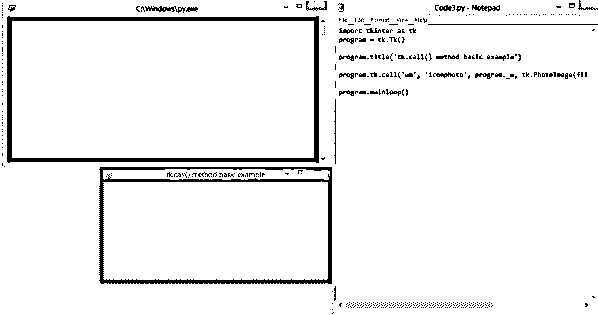 C:\Windows\py.exe
Code3.py - Notepad
File Edit Format View Help
import tkinter as tk
program = tk.Tk()
program.title('tk.call() method basic example')
program.tk.call('wm', 'iconphoto', program._w, tk.PhotoImage(fil
program.mainloop()
tk.call() method basic example